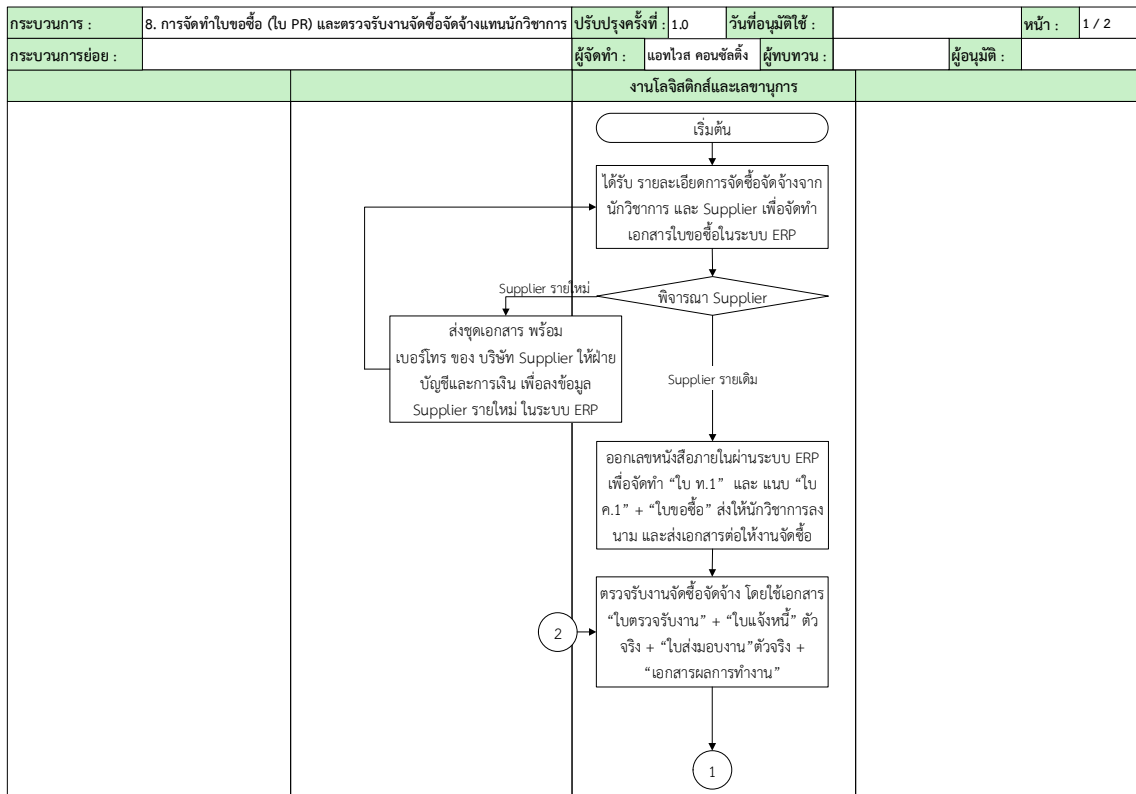 กระบวนการ : 8. การจัดทำใบขอซื้อ (ใบ PR) และตรวจรับงานจัดซื้อจัดจ้างแทนนักวิชาการ ปรับปรุงครั้งที่ : 1.0 วันที่อนุมัติใช้ : หน้า : 1 / 2
กระบวนการย่อย : ผู้จัดทำ : แอทไวส คอนซัลติ้ง ผู้ทบทวน : ผู้อนุมัติ :
งานโลจิสติกส์และเลขานุการ
เริ่มต้น
ได้รับ รายละเอียดการจัดซื้อจัดจ้างจาก
นักวิชาการ และ Supplier เพื่อจัดทำ
เอกสารใบขอซื้อในระบบ ERP
พิจารณา Supplier
Supplier รายใหม่
ส่งชุดเอกสาร พร้อม
เบอร์โทร ของ บริษัท Supplier ให้ฝ่าย
บัญชีและการเงิน เพื่อลงข้อมูล
Supplier รายใหม่ ในระบบ ERP
Supplier รายเดิม
ออกเลขหนังสือภายในผ่านระบบ ERP
เพื่อจัดทำ “ใบ ท.1” และ แนบ “ใบ
ค.1” + “ใบขอซื้อ” ส่งให้นักวิชาการลง
นาม และส่งเอกสารต่อให้งานจัดซื้อ
ตรวจรับงานจัดซื้อจัดจ้าง โดยใช้เอกสาร
“ใบตรวจรับงาน” + “ใบแจ้งหนี้” ตัว
จริง + “ใบส่งมอบงาน”ตัวจริง +
“เอกสารผลการทำงาน”
2
1